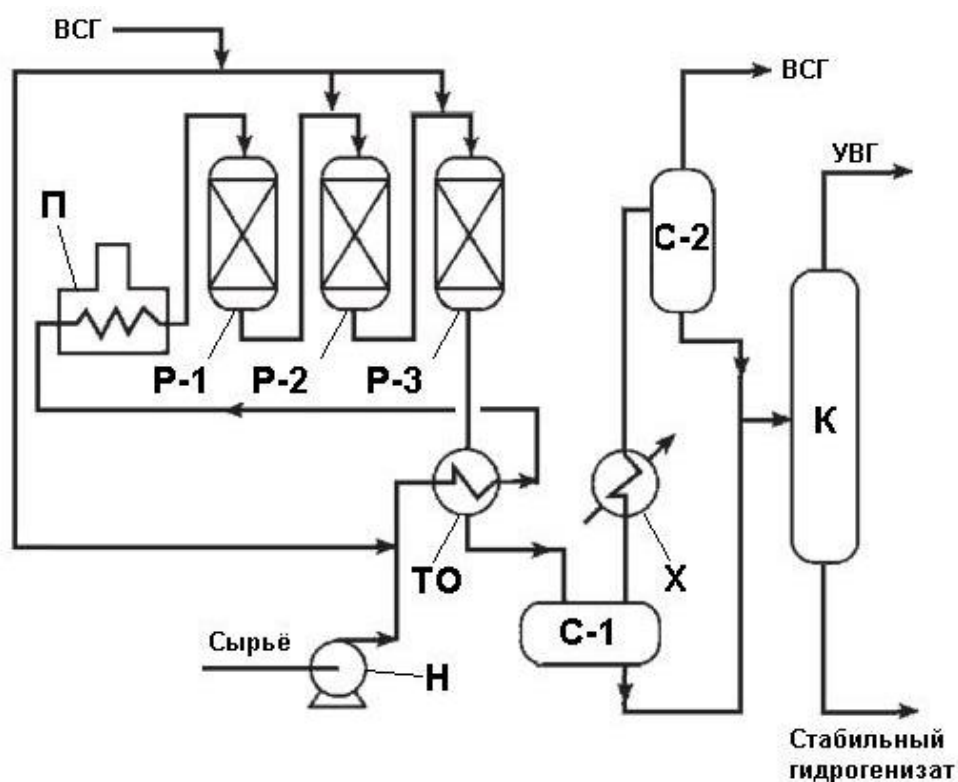 ВСГ
ВСГ
УВГ
П
С-2
Р-1
Р-2
Р-3
К
ТО
Х
С-1
Сырьё
Н
Стабильный
гидрогенизат